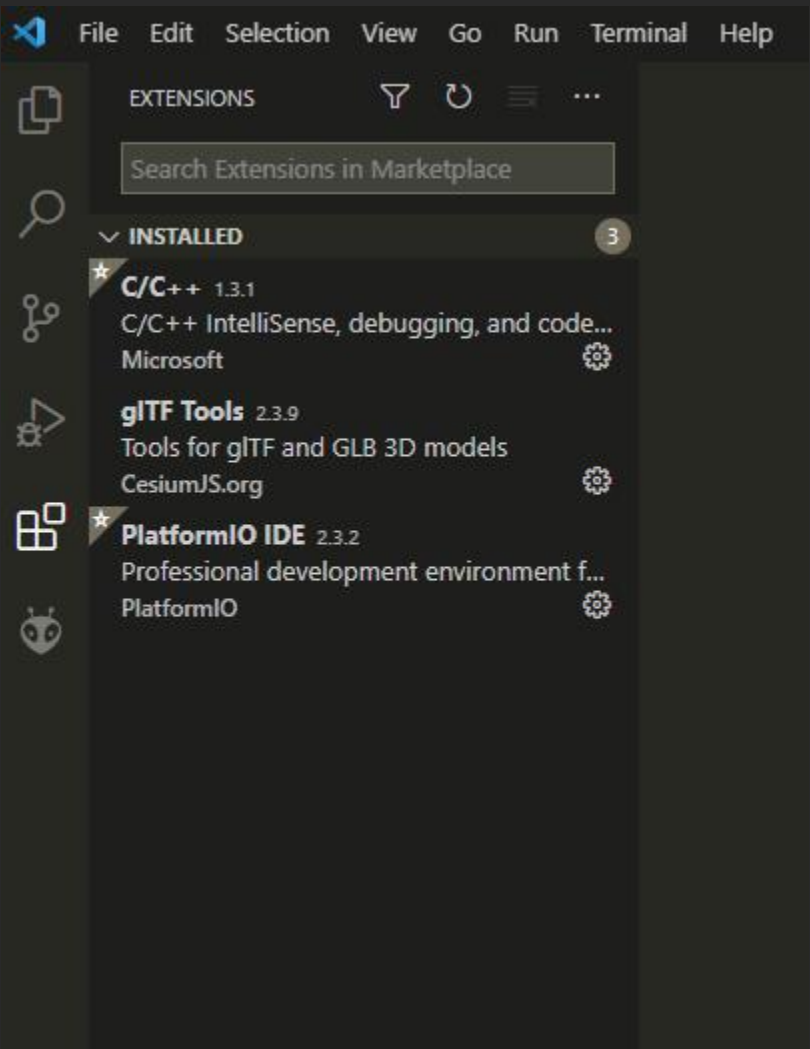 File Edit Selection View Go Run Terminal Help
EXTENSIONS
Search Extensions in Marketplace
INSTALLED 3
C/C++ 1.3.1
C/C++ IntelliSense, debugging, and code...
Microsoft
glTF Tools 2.3.9
Tools for glTF and GLB 3D models
CesiumJS.org
PlatformIO IDE 2.3.2
Professional development environment f...
PlatformIO